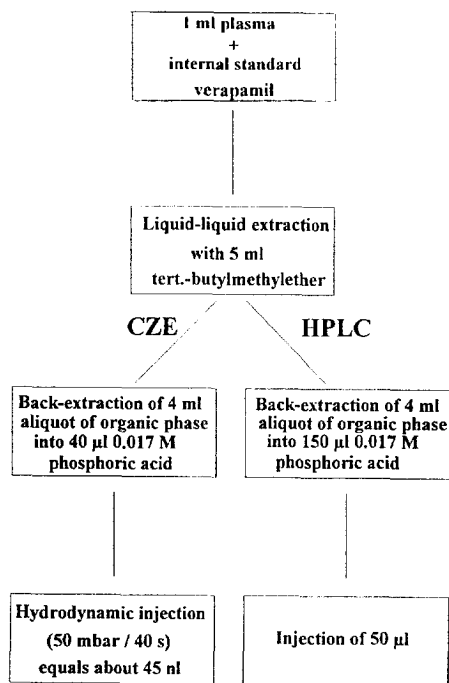 1 ml plasma
+
internal standard
verapamil
Liquid-liquid extraction
with 5 ml
tert.-butylmethylether
CZE
HPLC
Back-extraction of 4 ml
aliquot of organic phase
into 40 µl 0.017 M
phosphoric acid
Back-extraction of 4 ml
aliquot of organic phase
into 150 µl 0.017 M
phosphoric acid
Hydrodynamic injection
(50 mbar / 40 s)
equals about 45 nl
Injection of 50 µl